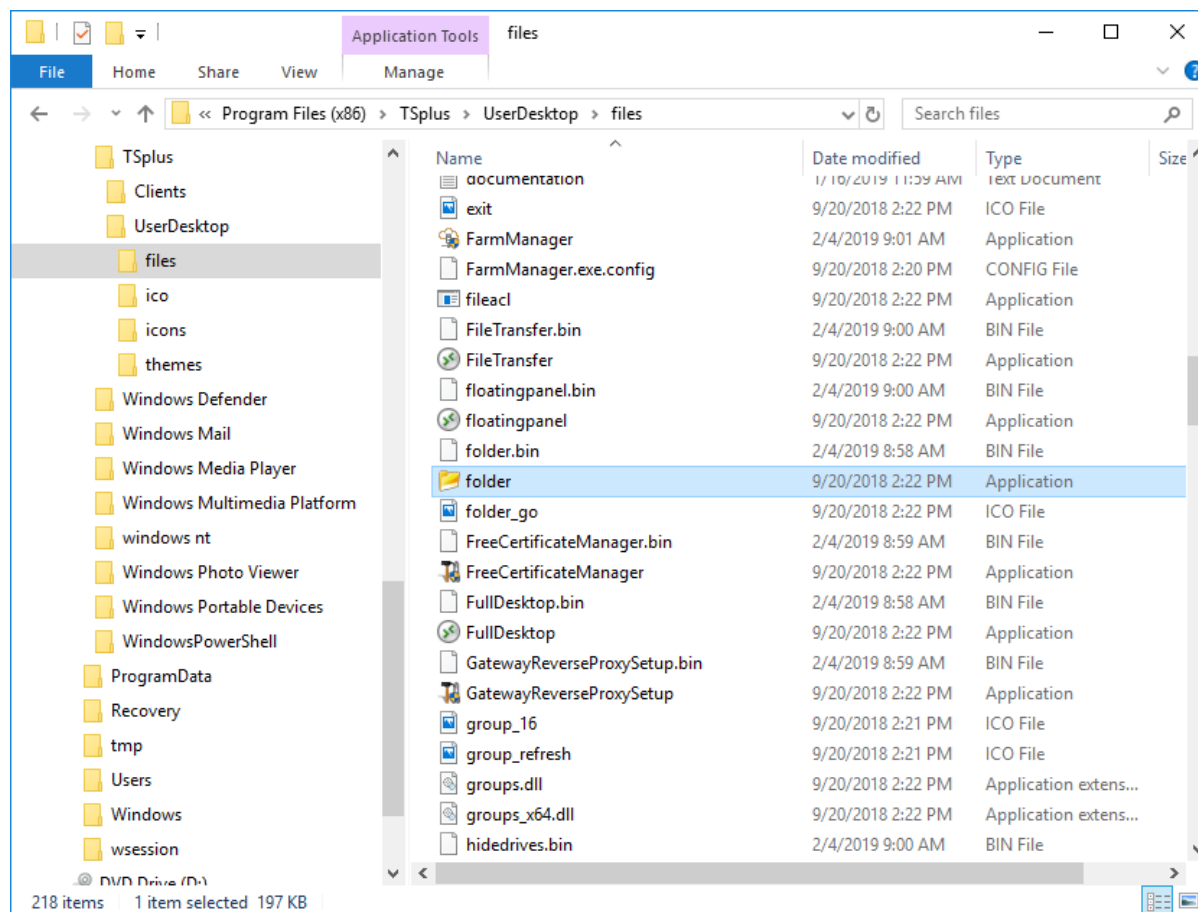 Application Tools files
File Home Share View Manage
« Program Files (x86) > TSplus > UserDesktop > files Search files
TSplus
Clients
UserDesktop
files
ico
icons
themes
Windows Defender
Windows Mail
Windows Media Player
Windows Multimedia Platform
windows nt
Windows Photo Viewer
Windows Portable Devices
WindowsPowerShell
ProgramData
Recovery
tmp
Users
Windows
wsession
DVD Drive (D:)
Name Date modified Type Size
documentation 1/16/2019 11:59 AM Text Document
exit 9/20/2018 2:22 PM ICO File
FarmManager 2/4/2019 9:01 AM Application
FarmManager.exe.config 9/20/2018 2:20 PM CONFIG File
fileacl 9/20/2018 2:22 PM Application
FileTransfer.bin 2/4/2019 9:00 AM BIN File
FileTransfer 9/20/2018 2:22 PM Application
floatingpanel.bin 2/4/2019 9:00 AM BIN File
floatingpanel 9/20/2018 2:22 PM Application
folder.bin 2/4/2019 8:58 AM BIN File
folder 9/20/2018 2:22 PM Application
folder_go 9/20/2018 2:22 PM ICO File
FreeCertificateManager.bin 2/4/2019 8:59 AM BIN File
FreeCertificateManager 9/20/2018 2:22 PM Application
FullDesktop.bin 2/4/2019 8:58 AM BIN File
FullDesktop 9/20/2018 2:22 PM Application
GatewayReverseProxySetup.bin 2/4/2019 8:59 AM BIN File
GatewayReverseProxySetup 9/20/2018 2:22 PM Application
group_16 9/20/2018 2:21 PM ICO File
group_refresh 9/20/2018 2:21 PM ICO File
groups.dll 9/20/2018 2:22 PM Application extens...
groups_x64.dll 9/20/2018 2:22 PM Application extens...
hidedrives.bin 2/4/2019 9:00 AM BIN File
218 items 1 item selected 197 KB